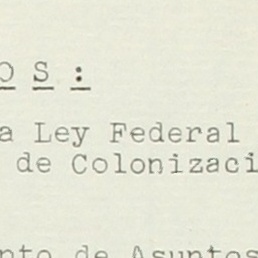 O S :
a Ley Federal
de Colonizaci
nto de Asuntos